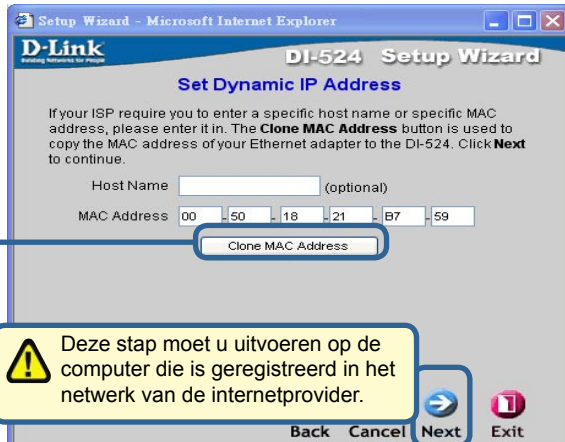 Setup Wizard - Microsoft Internet Explorer
D-Link
Building Networks for People
DI-524 Setup Wizard
Set Dynamic IP Address
If your ISP require you to enter a specific host name or specific MAC
address, please enter it in. The Clone MAC Address button is used to
copy the MAC address of your Ethernet adapter to the DI-524. Click Next
to continue.
Host Name (optional)
MAC Address 00 - 50 - 18 - 21 - B7 - 59
Clone MAC Address
Deze stap moet u uitvoeren op de
computer die is geregistreerd in het
netwerk van de internetprovider.
Back Cancel Next Exit